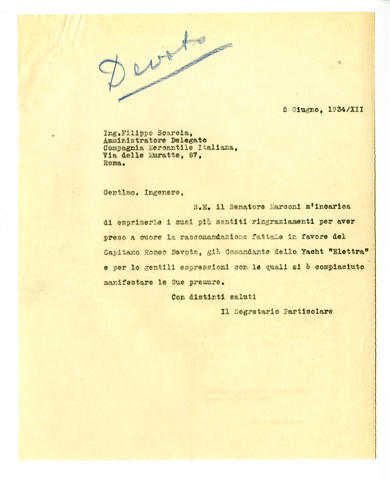 Devoto
5 Giugno, 1934/XII
Ing.Filippo Scarcia,
Amministratore Delegato
Compagnia Mercantile Italiana,
Via delle Muratte, 87,
Roma.
Gentlmo. Ingenere,
S.E. il Senatore Marconi m'incarica
di esprimerLe i suoi più sentiti ringraziamenti per aver
preso a cuore la raccomandazione fattaLe in favore del
Capitano Romeo Devoto, già Comandante dello Yacht "Elettra"
e per le gentili espressioni con le quali si è compiaciuto
manifestare le Sue premure.
Con distinti saluti
Il Segretario Particolare